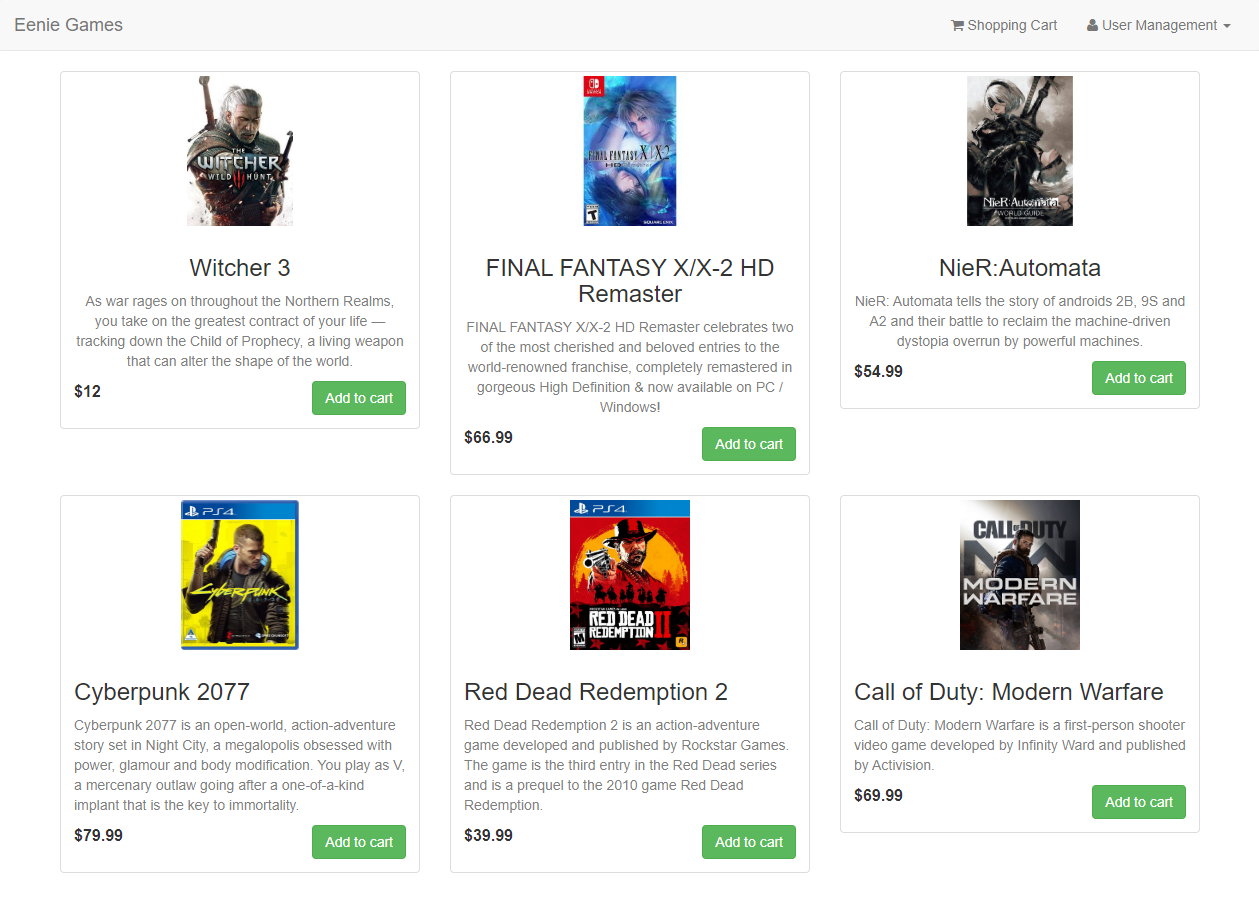 Eenie Games
Shopping Cart
User Management
THE
WITCHER
WILD HUNT
Witcher 3
As war rages on throughout the Northern Realms,
you take on the greatest contract of your life —
tracking down the Child of Prophecy, a living weapon
that can alter the shape of the world.
$12
Add to cart
FINAL FANTASY X/X-2
HD Remaster
T
SQUARE ENIX
FINAL FANTASY X/X-2 HD
Remaster
FINAL FANTASY X/X-2 HD Remaster celebrates two
of the most cherished and beloved entries to the
world-renowned franchise, completely remastered in
gorgeous High Definition & now available on PC /
Windows!
$66.99
Add to cart
NieR:Automata
WORLD GUIDE
NieR:Automata
NieR: Automata tells the story of androids 2B, 9S and
A2 and their battle to reclaim the machine-driven
dystopia overrun by powerful machines.
$54.99
Add to cart
PS4
Cyberpunk
Cyberpunk 2077
Cyberpunk 2077 is an open-world, action-adventure
story set in Night City, a megalopolis obsessed with
power, glamour and body modification. You play as V,
a mercenary outlaw going after a one-of-a-kind
implant that is the key to immortality.
$79.99
Add to cart
PS4
RED DEAD
REDEMPTION II
M
R
Red Dead Redemption 2
Red Dead Redemption 2 is an action-adventure
game developed and published by Rockstar Games.
The game is the third entry in the Red Dead series
and is a prequel to the 2010 game Red Dead
Redemption.
$39.99
Add to cart
CALL OF DUTY
MODERN
WARFARE
Call of Duty: Modern Warfare
Call of Duty: Modern Warfare is a first-person shooter
video game developed by Infinity Ward and published
by Activision.
$69.99
Add to cart